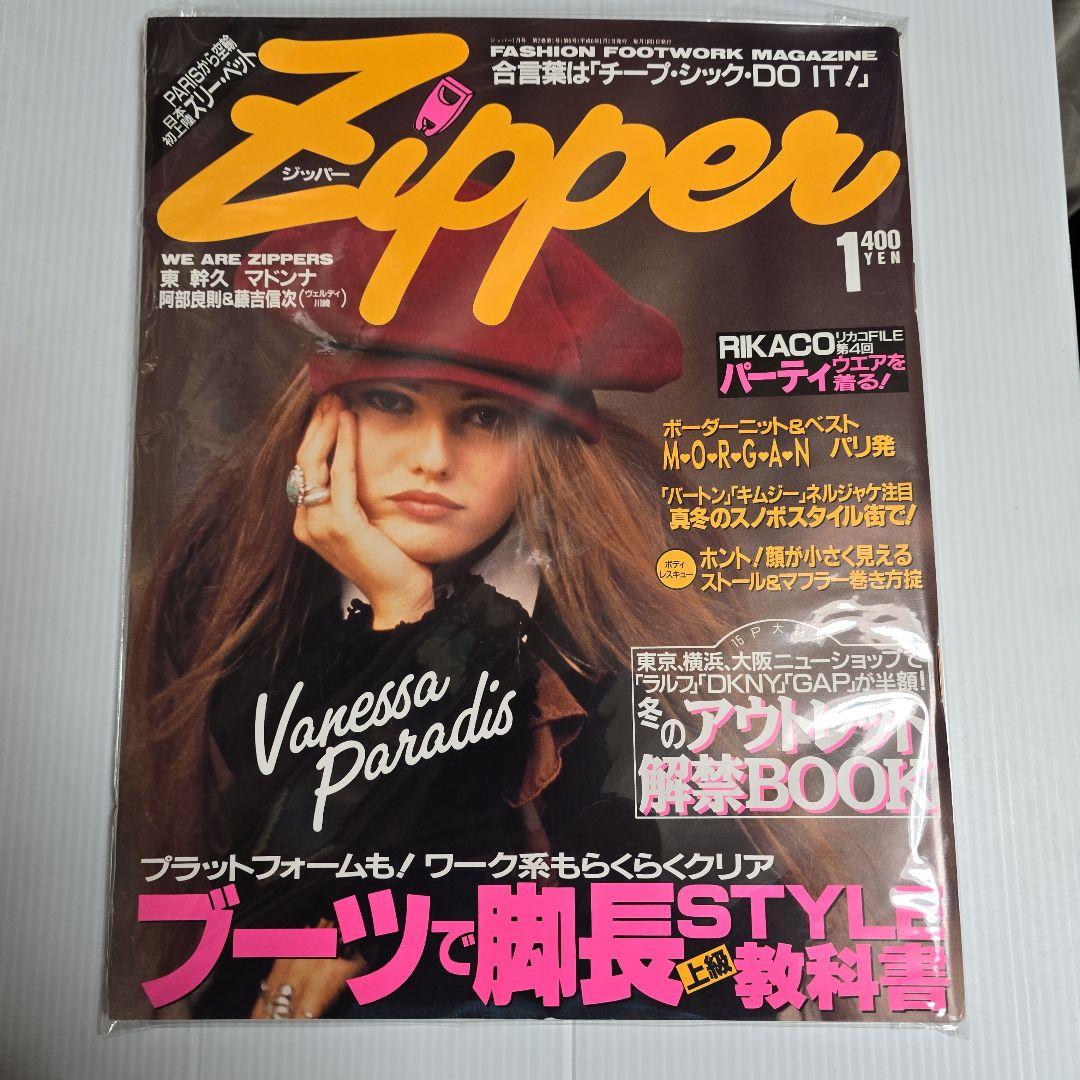 ジッパー1月号
FASHION FOOTWORK MAGAZINE
合言葉は「チープ・シック・DO IT!」
PARISから空輸
日本初上陸 スリー・ベット
Zipper
ジッパー
1 400 YEN
WE ARE ZIPPERS
東 幹久 マドンナ
阿部良則&藤吉信次(ヴェルディ川崎)
RIKACO リカコFILE 第4回
パーティ ウエアを着る!
ボーダーニット&ベスト
M♥O♥R♥G♥A♥N パリ発
「バートン」「キムジー」ネルジャケ注目
真冬のスノボスタイル街で!
ボディレスキュー
ホント!顔が小さく見える
ストール&マフラー巻き方掟
15P大特集
東京、横浜、大阪ニューショップで
「ラルフ」「DKNY」「GAP」が半額!
冬のアウトレット
解禁BOOK
Vanessa
Paradis
プラットフォームも!ワーク系もらくらくクリア
ブーツで脚長STYLE
上級 教科書